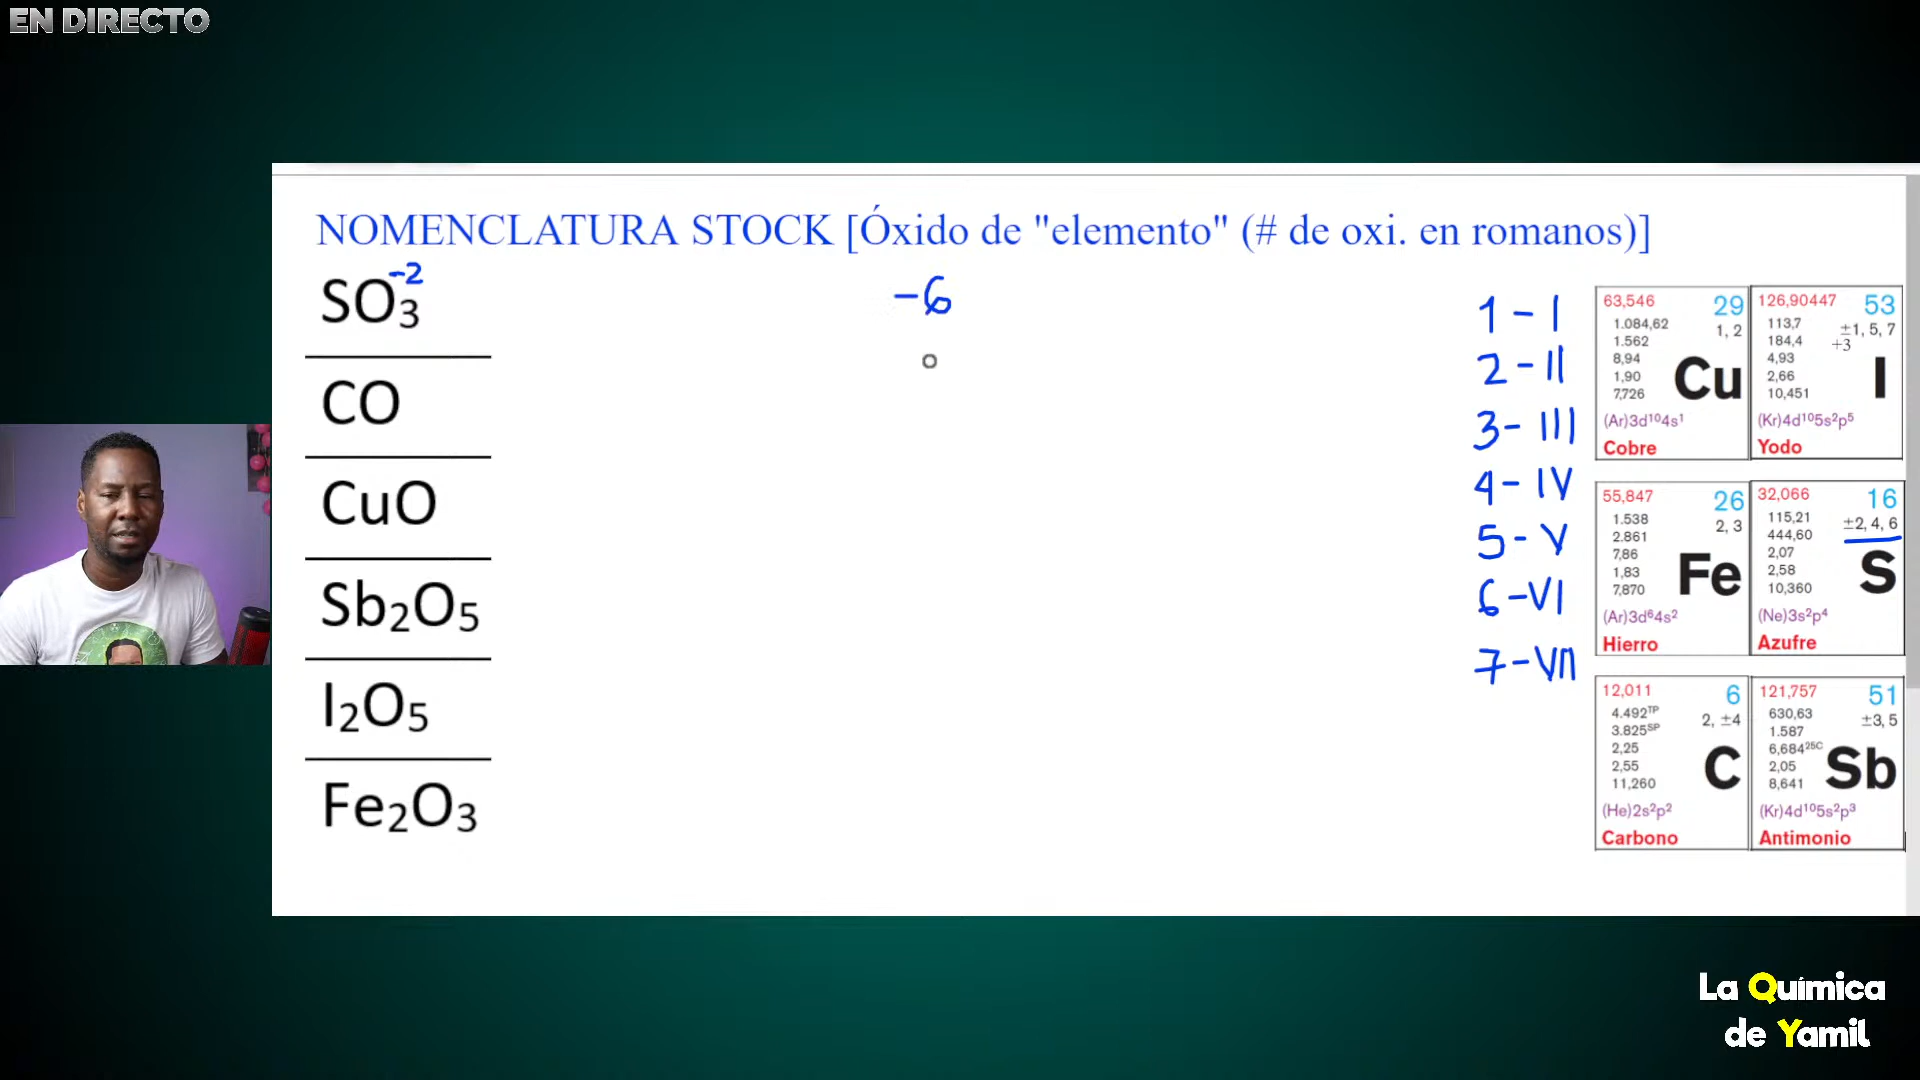 EN DIRECTO
NOMENCLATURA STOCK [Óxido de "elemento" (# de oxi. en romanos)]
SO₃⁻²
-6
CO
CuO
Sb₂O₅
I₂O₅
Fe₂O₃
1 - I
2 - II
3 - III
4 - IV
5 - V
6 - VI
7 - VII
63,546 29
1.084,62 1, 2
1.562
8,94
1,90
7,726
Cu
(Ar)3d¹⁰4s¹
Cobre
126,90447 53
113,7 ±1, 5, 7
184,4 +3
4,93
2,66
10,451
I
(Kr)4d¹⁰5s²p⁵
Yodo
55,847 26
1.538 2, 3
2.861
7,86
1,83
7,870
Fe
(Ar)3d⁶4s²
Hierro
32,066 16
115,21 ±2, 4, 6
444,60
2,07
2,58
10,360
S
(Ne)3s²p⁴
Azufre
12,011 6
4.492ᵀᴾ 2, ±4
3.825ˢᴾ
2,25
2,55
11,260
C
(He)2s²p²
Carbono
121,757 51
630,63 ±3, 5
1.587
6,684²⁵ᶜ
2,05
8,641
Sb
(Kr)4d¹⁰5s²p³
Antimonio
La Química
de Yamil